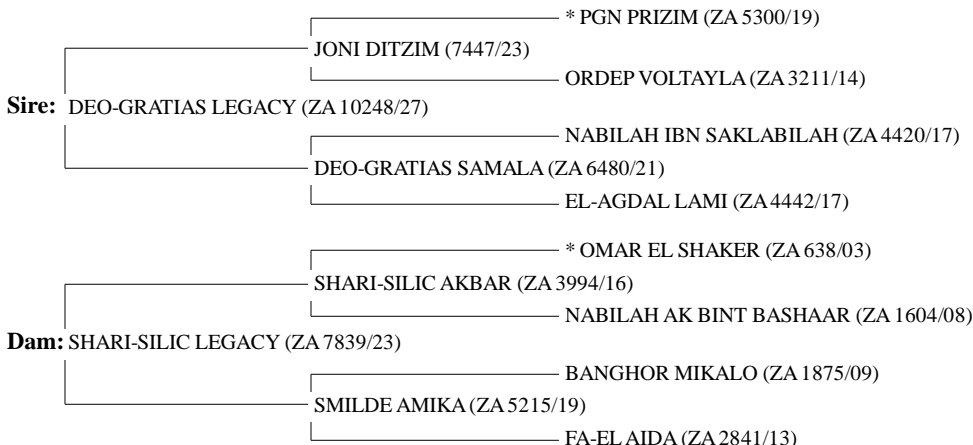 * PGN PRIZIM (ZA 5300/19)
JONI DITZIM (7447/23)
ORDEP VOLTAYLA (ZA 3211/14)
Sire: DEO-GRATIAS LEGACY (ZA 10248/27)
NABILAH IBN SAKLABILAH (ZA 4420/17)
DEO-GRATIAS SAMALA (ZA 6480/21)
EL-AGDAL LAMI (ZA 4442/17)
* OMAR EL SHAKER (ZA 638/03)
SHARI-SILIC AKBAR (ZA 3994/16)
NABILAH AK BINT BASHAAR (ZA 1604/08)
Dam: SHARI-SILIC LEGACY (ZA 7839/23)
BANGHOR MIKALO (ZA 1875/09)
SMILDE AMIKA (ZA 5215/19)
FA-EL AIDA (ZA 2841/13)